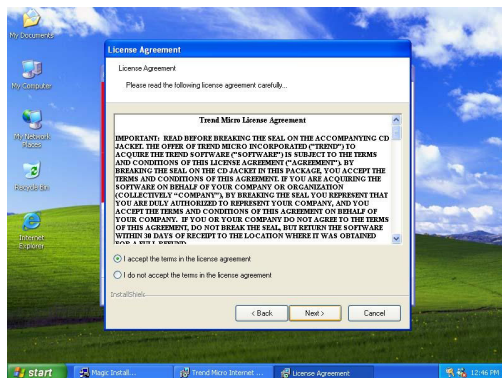 My Documents
My Computer
My Network
Places
Recycle Bin
Internet
Explorer
License Agreement
License Agreement
Please read the following license agreement carefully...
Trend Micro License Agreement
IMPORTANT: READ BEFORE BREAKING THE SEAL ON THE ACCOMPANYING CD
JACKET. THE OFFER OF TREND MICRO INCORPORATED ("TREND") TO
ACQUIRE THE TREND SOFTWARE ("SOFTWARE") IS SUBJECT TO THE TERMS
AND CONDITIONS OF THIS LICENSE AGREEMENT ("AGREEMENT"). BY
BREAKING THE SEAL ON THE CD JACKET IN THIS PACKAGE, YOU ACCEPT THE
TERMS AND CONDITIONS OF THIS AGREEMENT. IF YOU ARE ACQUIRING THE
SOFTWARE ON BEHALF OF YOUR COMPANY OR ORGANIZATION
(COLLECTIVELY "COMPANY"), BY BREAKING THE SEAL YOU REPRESENT THAT
YOU ARE DULY AUTHORIZED TO REPRESENT YOUR COMPANY, AND YOU
ACCEPT THE TERMS AND CONDITIONS OF THIS AGREEMENT ON BEHALF OF
YOUR COMPANY. IF YOU OR YOUR COMPANY DO NOT AGREE TO THE TERMS
OF THIS AGREEMENT, DO NOT BREAK THE SEAL, BUT RETURN THE SOFTWARE
WITHIN 30 DAYS OF RECEIPT TO THE LOCATION WHERE IT WAS OBTAINED
FOR A FULL REFUND
I accept the terms in the license agreement
I do not accept the terms in the license agreement
InstallShield
< Back
Next >
Cancel
start
Magic Install...
Trend Micro Internet ...
License Agreement
12:46 PM